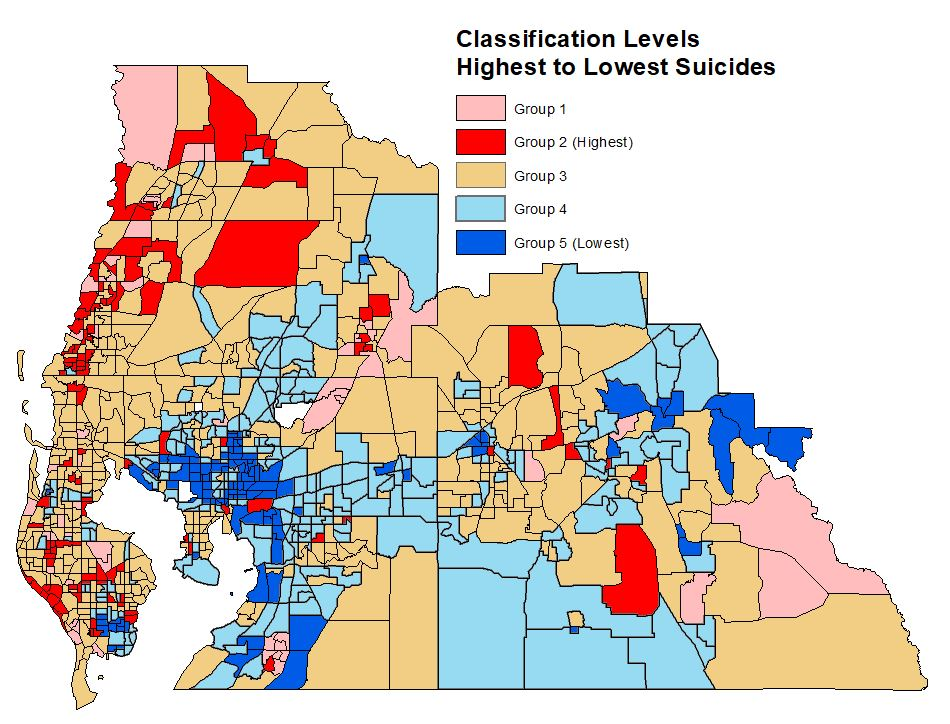 Classification Levels
Highest to Lowest Suicides
Group 1
Group 2 (Highest)
Group 3
Group 4
Group 5 (Lowest)